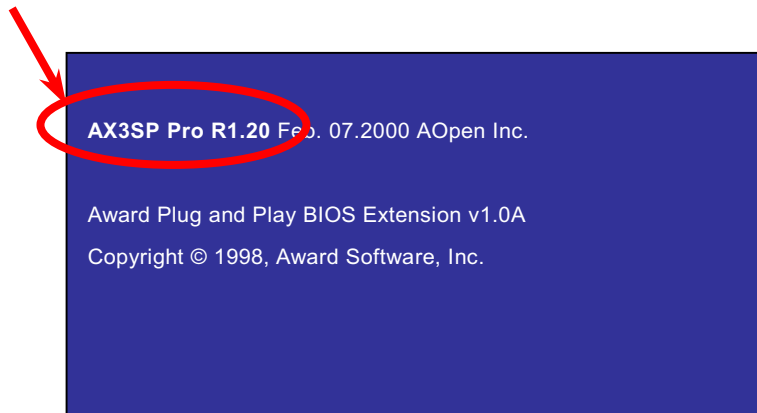 AX3SP Pro R1.20 Feb. 07.2000 AOpen Inc.
Award Plug and Play BIOS Extension v1.0A
Copyright © 1998, Award Software, Inc.